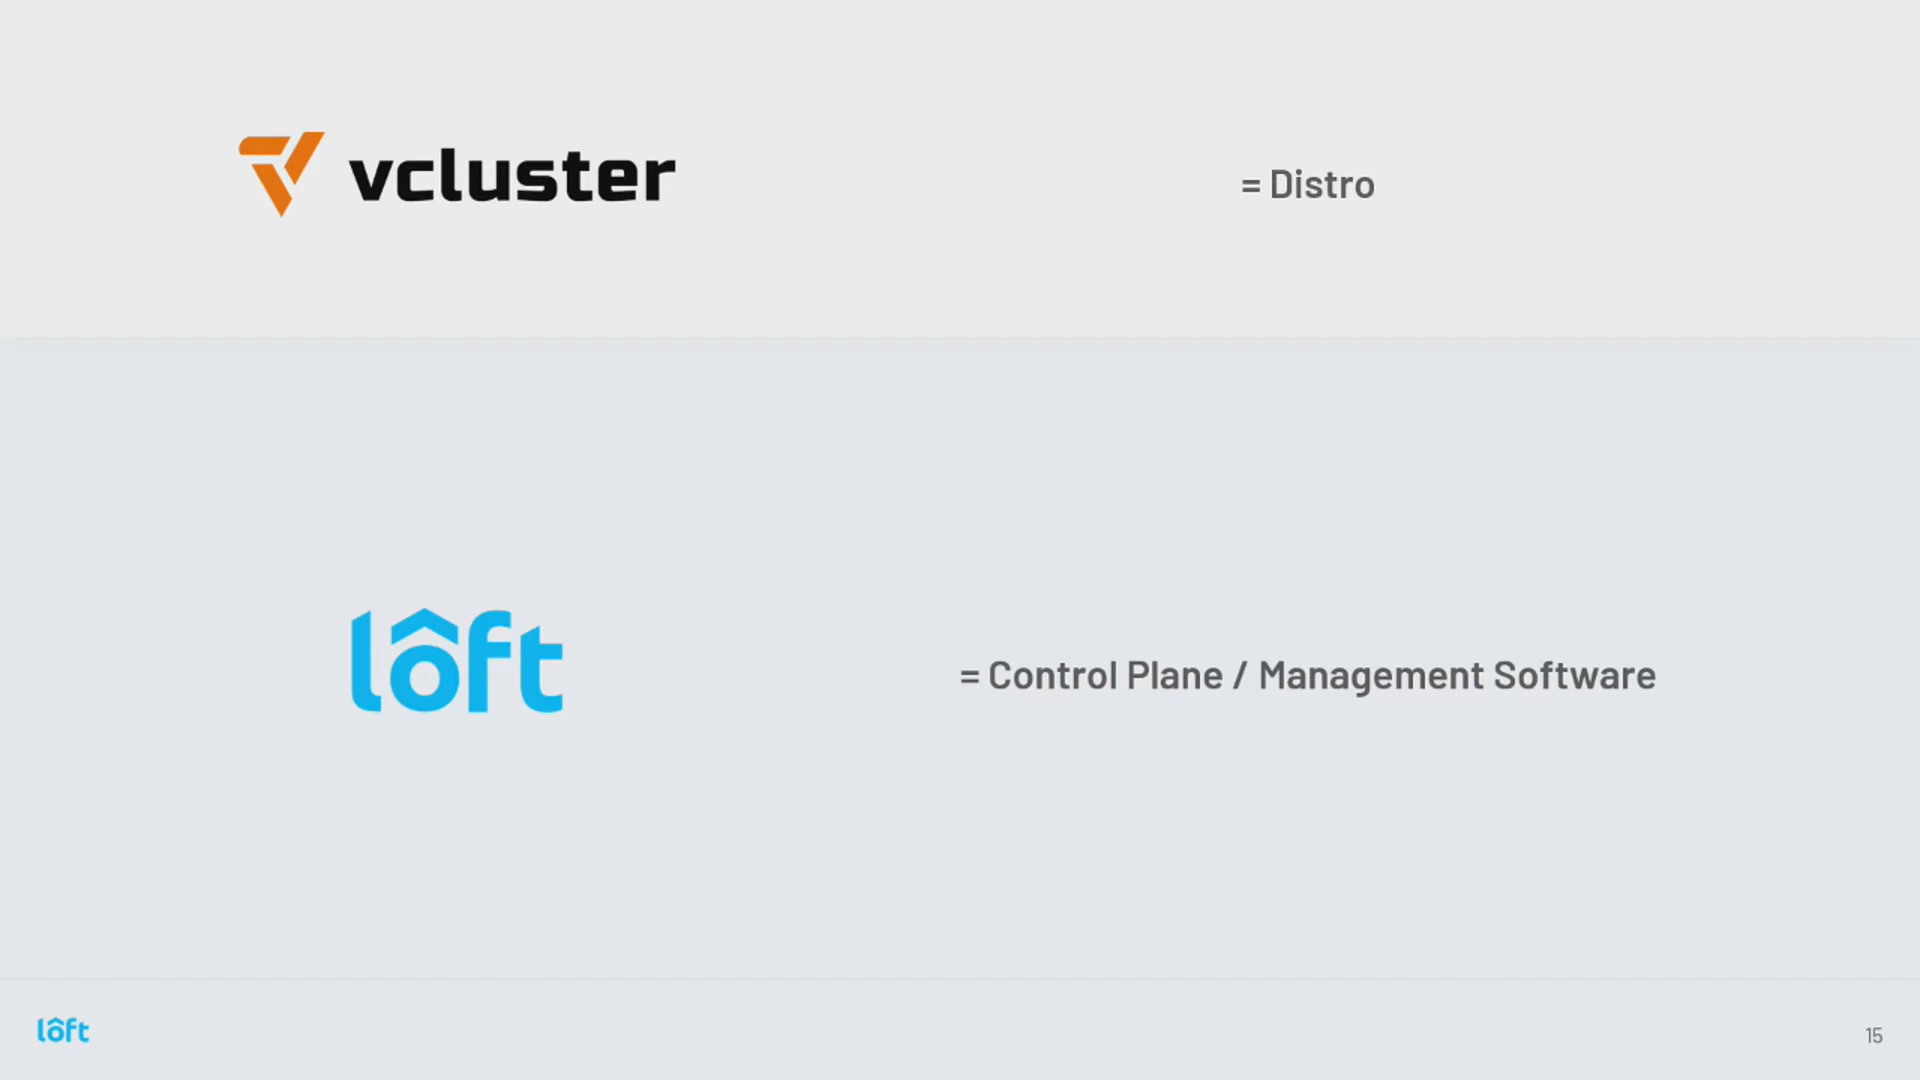 vcluster
= Distro
lôft
= Control Plane / Management Software
lôft
15